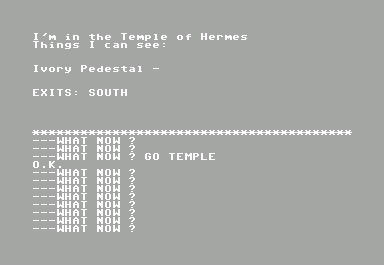 I'm in the Temple of Hermes
Things I can see:
Ivory Pedestal -
EXITS: SOUTH
****************************************
---WHAT NOW ?
---WHAT NOW ?
---WHAT NOW ? GO TEMPLE
O.K.
---WHAT NOW ?
---WHAT NOW ?
---WHAT NOW ?
---WHAT NOW ?
---WHAT NOW ?
---WHAT NOW ?
---WHAT NOW ?
---WHAT NOW ?